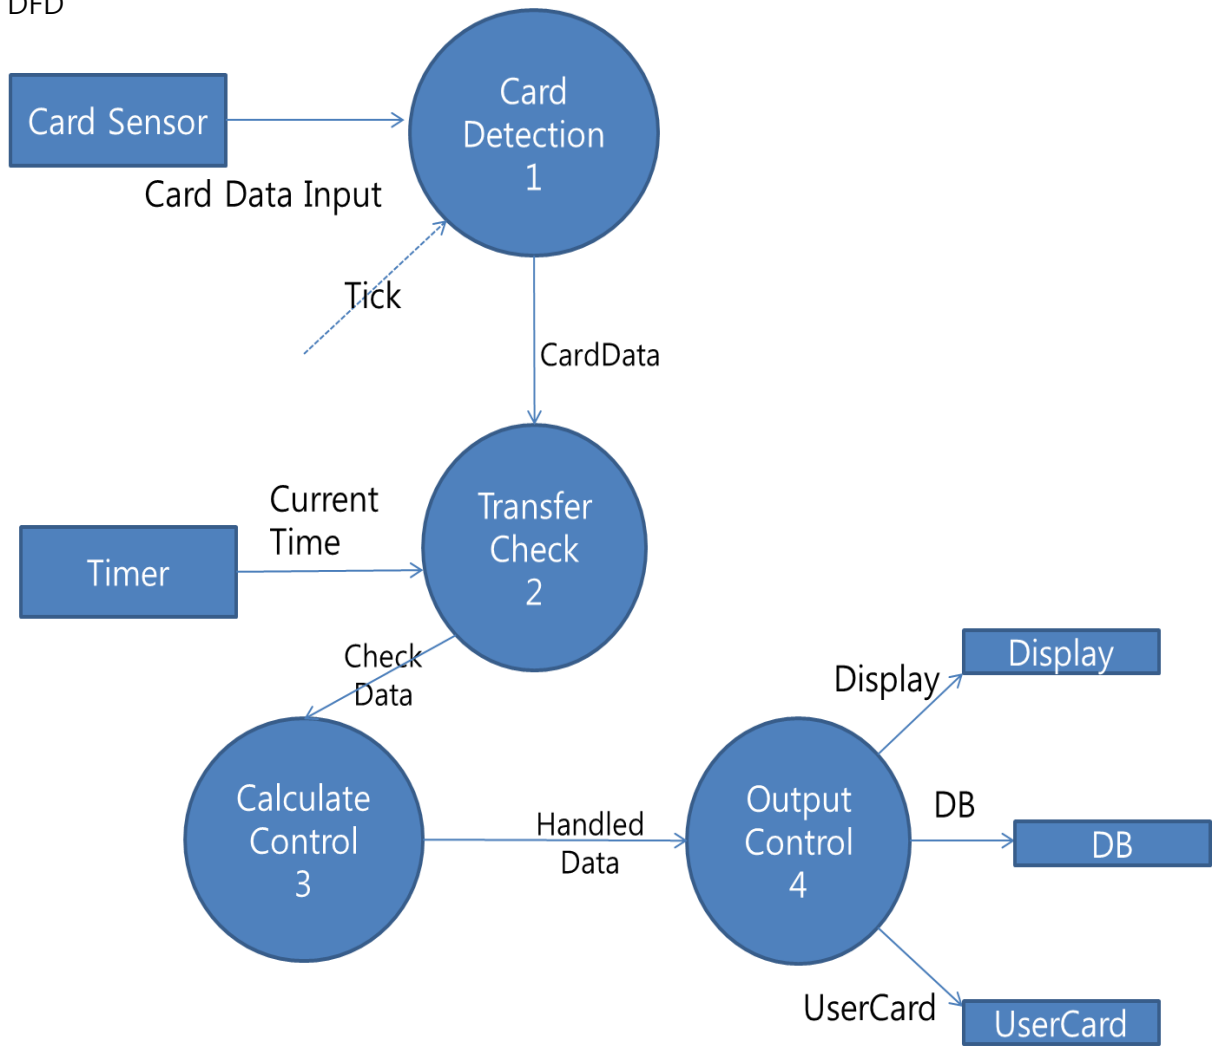 DFD
Card Sensor
Card
Detection
1
Card Data Input
Tick
CardData
Current
Time
Timer
Transfer
Check
2
Check
Data
Calculate
Control
3
Handled
Data
Output
Control
4
Display
Display
DB
DB
UserCard
UserCard